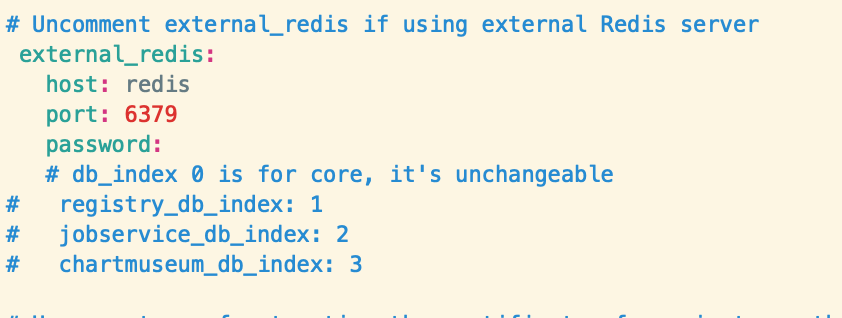 # Uncomment external_redis if using external Redis server
external_redis:
host: redis
port: 6379
password:
# db_index 0 is for core, it's unchangeable
#   registry_db_index: 1
#   jobservice_db_index: 2
#   chartmuseum_db_index: 3